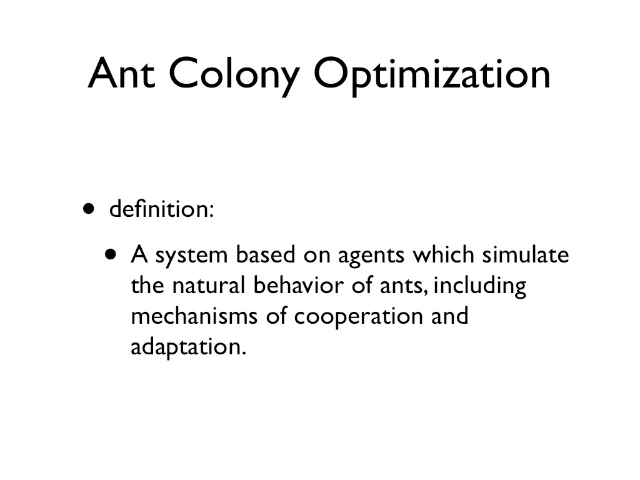 Ant Colony Optimization
• definition:
• A system based on agents which simulate
the natural behavior of ants, including
mechanisms of cooperation and
adaptation.